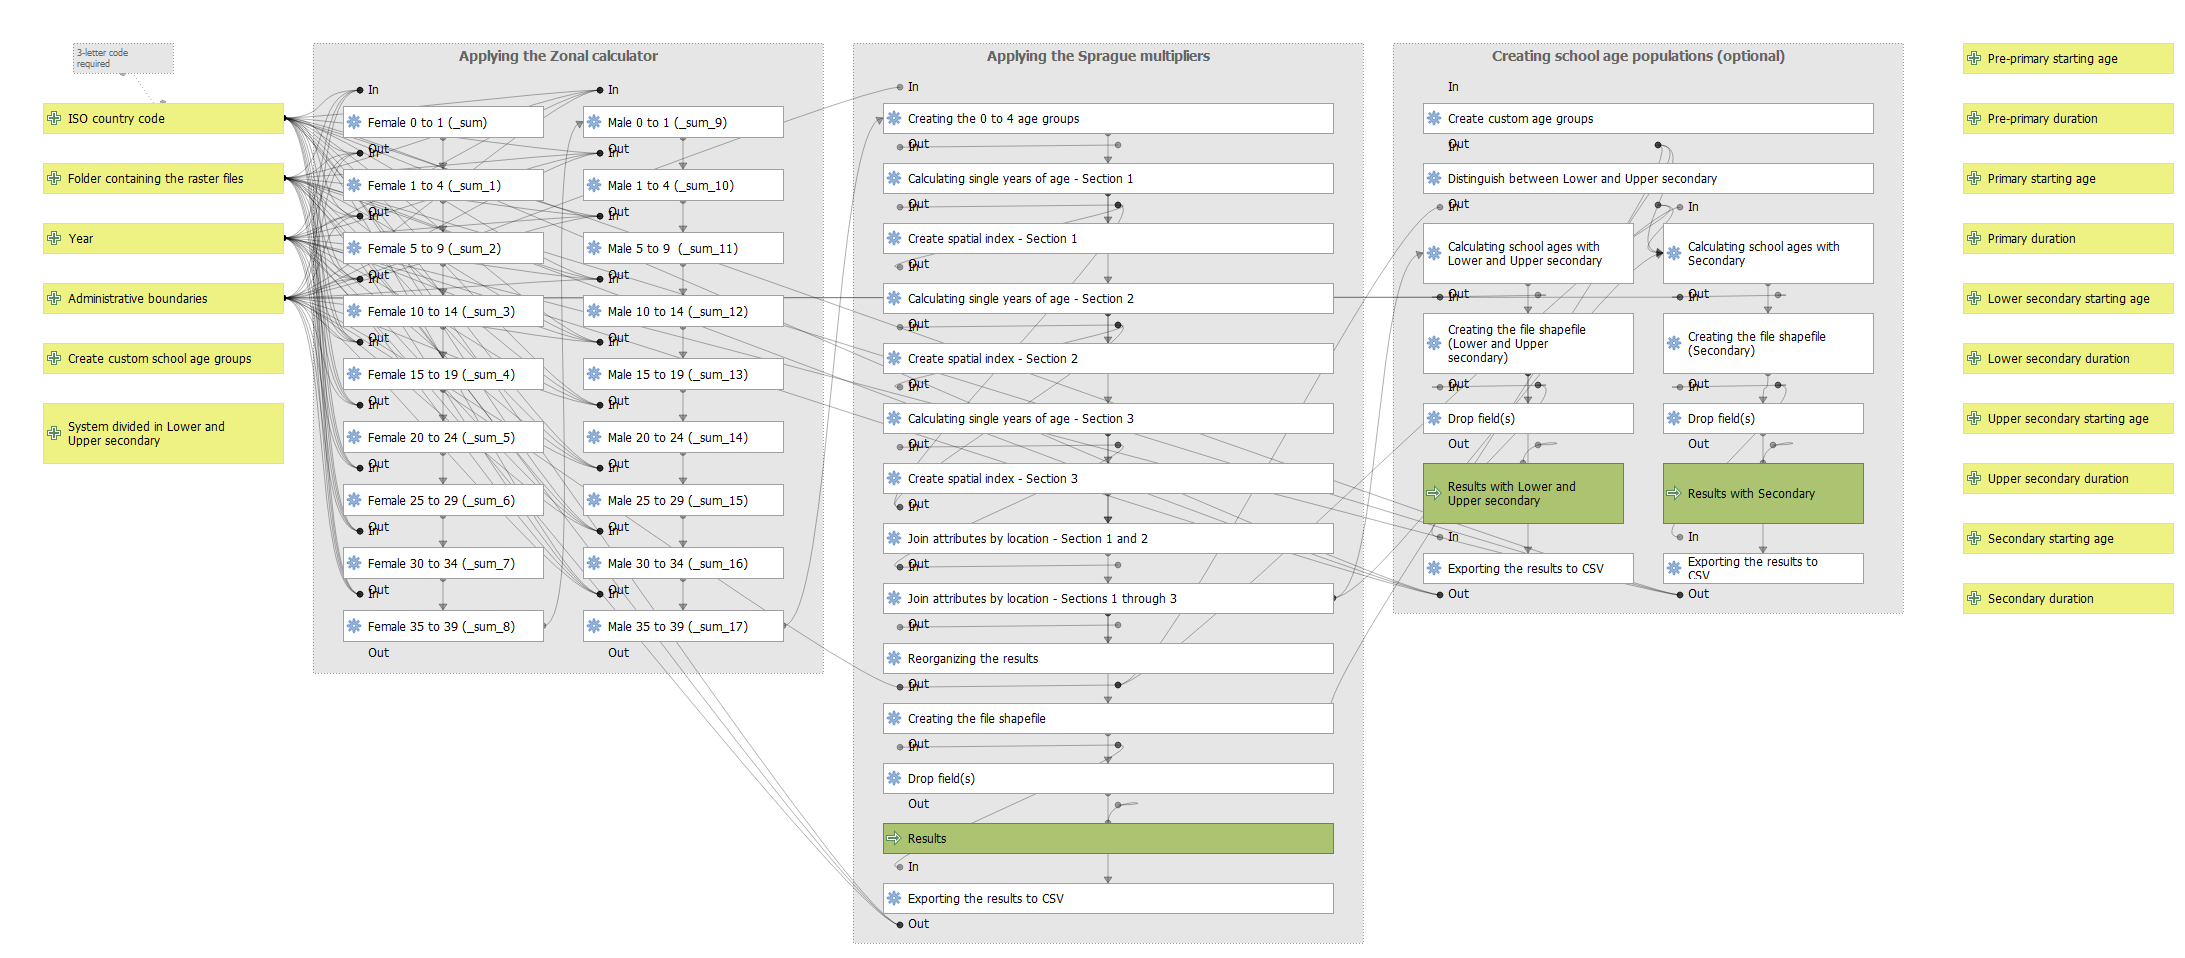 3-letter code
required
ISO country code
Folder containing the raster files
Year
Administrative boundaries
Create custom school age groups
System divided in Lower and
Upper secondary
Applying the Zonal calculator
In
Female 0 to 1 (_sum)
Out
In
Female 1 to 4 (_sum_1)
Out
In
Female 5 to 9 (_sum_2)
Out
In
Female 10 to 14 (_sum_3)
Out
In
Female 15 to 19 (_sum_4)
Out
In
Female 20 to 24 (_sum_5)
Out
In
Female 25 to 29 (_sum_6)
Out
In
Female 30 to 34 (_sum_7)
Out
In
Female 35 to 39 (_sum_8)
Out
In
Male 0 to 1 (_sum_9)
Out
In
Male 1 to 4 (_sum_10)
Out
In
Male 5 to 9  (_sum_11)
Out
In
Male 10 to 14 (_sum_12)
Out
In
Male 15 to 19 (_sum_13)
Out
In
Male 20 to 24 (_sum_14)
Out
In
Male 25 to 29 (_sum_15)
Out
In
Male 30 to 34 (_sum_16)
Out
In
Male 35 to 39 (_sum_17)
Out
Applying the Sprague multipliers
In
Creating the 0 to 4 age groups
Out
In
Calculating single years of age - Section 1
Out
In
Create spatial index - Section 1
Out
In
Calculating single years of age - Section 2
Out
In
Create spatial index - Section 2
Out
In
Calculating single years of age - Section 3
Out
In
Create spatial index - Section 3
Out
In
Join attributes by location - Section 1 and 2
Out
In
Join attributes by location - Sections 1 through 3
Out
In
Reorganizing the results
Out
In
Creating the file shapefile
Out
In
Drop field(s)
Out
Results
In
Exporting the results to CSV
Out
Creating school age populations (optional)
In
Create custom age groups
Out
In
Distinguish between Lower and Upper secondary
Out
In
Calculating school ages with
Lower and Upper secondary
Out
In
Creating the file shapefile
(Lower and Upper
secondary)
Out
In
Drop field(s)
Out
Results with Lower and
Upper secondary
In
Exporting the results to CSV
Out
In
Calculating school ages with
Secondary
Out
In
Creating the file shapefile
(Secondary)
Out
In
Drop field(s)
Out
Results with Secondary
In
Exporting the results to
CSV
Out
Pre-primary starting age
Pre-primary duration
Primary starting age
Primary duration
Lower secondary starting age
Lower secondary duration
Upper secondary starting age
Upper secondary duration
Secondary starting age
Secondary duration